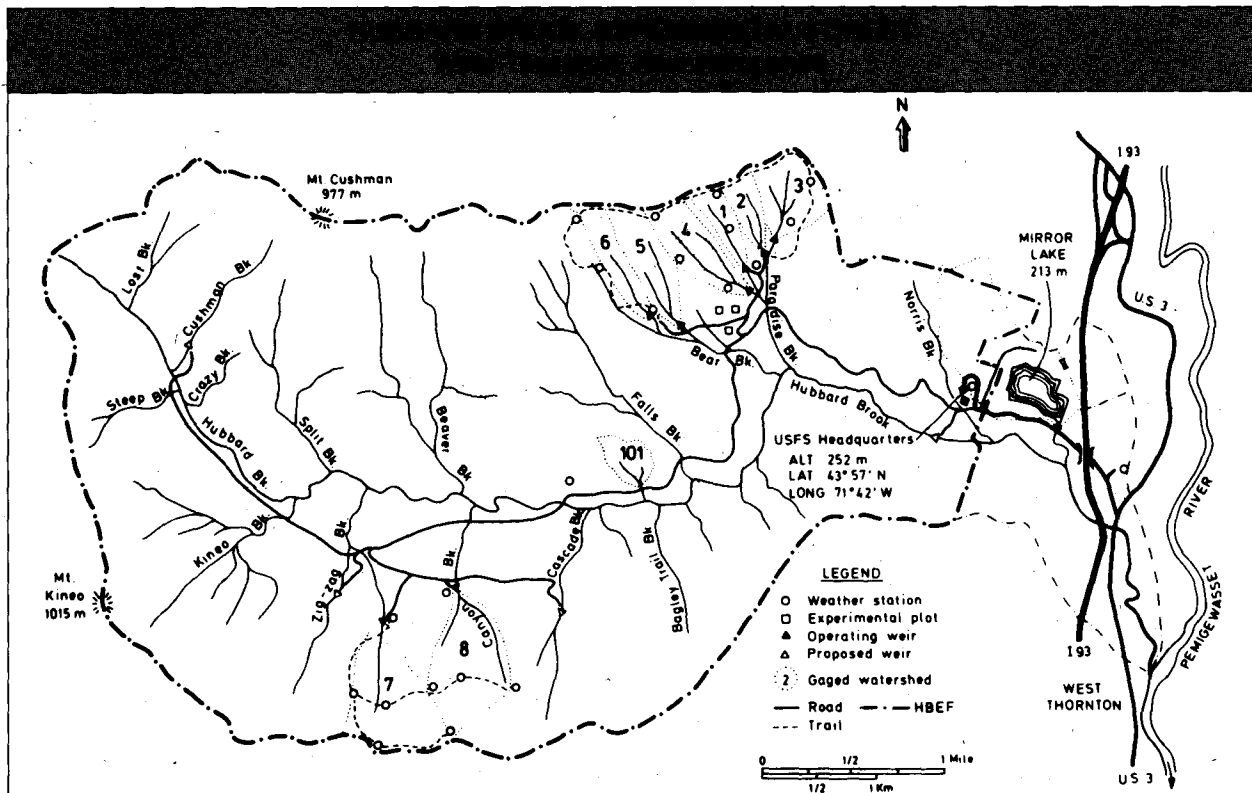 N
I 93
Mt. Cushman
977 m
3
2
1
4
5
6
MIRROR
LAKE
213 m
U.S 3
Lost Bk
Cushman Bk
Paradise Bk
Norris Bk
Bear Bk.
Crazy Bk
Steep Bk
Hubbard Bk
Split Bk
Beaver Bk
Falls Bk
Hubbard Brook
101
USFS Headquarters
ALT 252 m
LAT 43° 57' N
LONG 71° 42' W
d
RIVER
PEMIGEWASSET
Kineo Bk
Mt.
Kineo
1015 m
Zig-zag Bk
Canyon Bk.
Cascade Bk
Bagley Trail Bk
8
7
LEGEND
Weather station
Experimental plot
Operating weir
Proposed weir
2 Gaged watershed
Road HBEF
Trail
I 93
WEST
THORNTON
0 1/2 1 Mile
1/2 1 Km
US 3